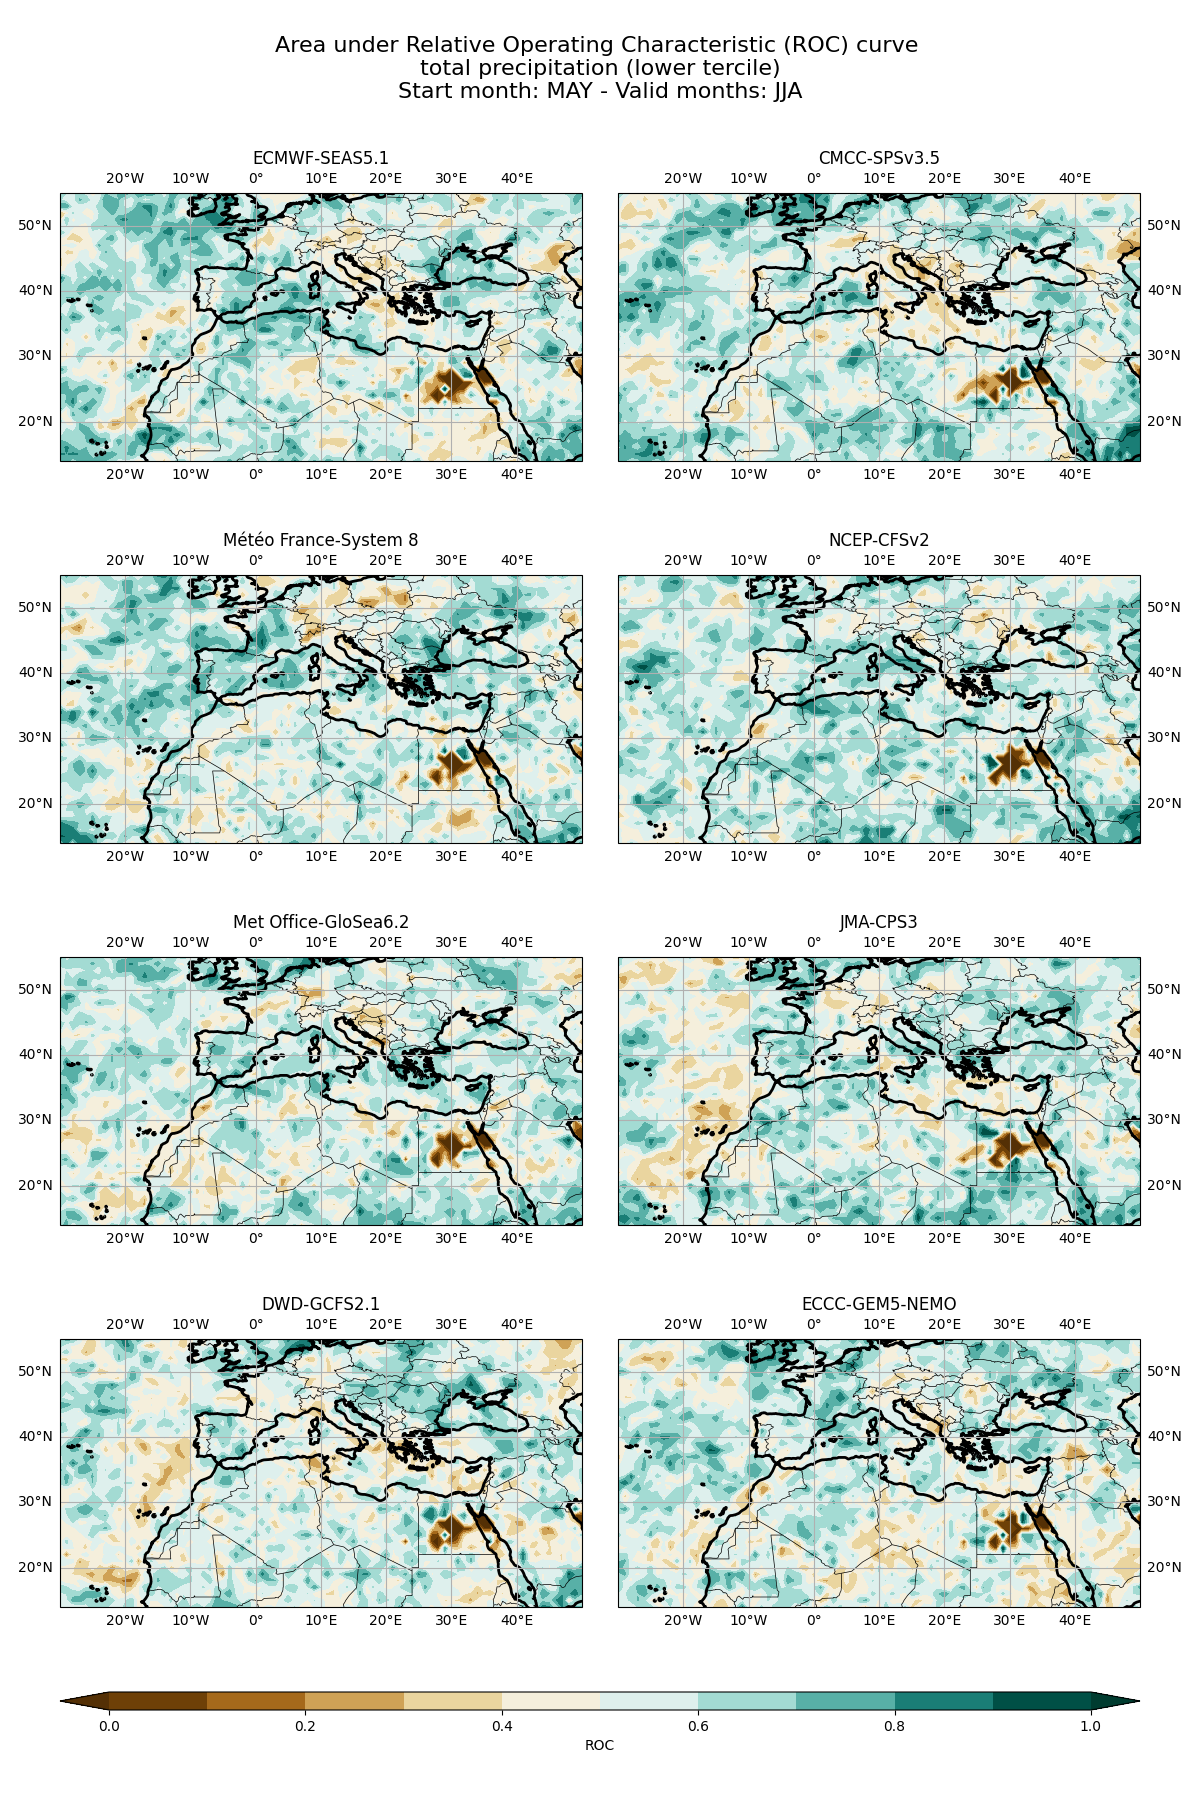 Area under Relative Operating Characteristic (ROC) curve
total precipitation (lower tercile)
Start month: MAY - Valid months: JJA
ECMWF-SEAS5.1
20°W 10°W 0° 10°E 20°E 30°E 40°E
50°N
40°N
30°N
20°N
20°W 10°W 0° 10°E 20°E 30°E 40°E
CMCC-SPSv3.5
20°W 10°W 0° 10°E 20°E 30°E 40°E
50°N
40°N
30°N
20°N
20°W 10°W 0° 10°E 20°E 30°E 40°E
Météo France-System 8
20°W 10°W 0° 10°E 20°E 30°E 40°E
50°N
40°N
30°N
20°N
20°W 10°W 0° 10°E 20°E 30°E 40°E
NCEP-CFSv2
20°W 10°W 0° 10°E 20°E 30°E 40°E
50°N
40°N
30°N
20°N
20°W 10°W 0° 10°E 20°E 30°E 40°E
Met Office-GloSea6.2
20°W 10°W 0° 10°E 20°E 30°E 40°E
50°N
40°N
30°N
20°N
20°W 10°W 0° 10°E 20°E 30°E 40°E
JMA-CPS3
20°W 10°W 0° 10°E 20°E 30°E 40°E
50°N
40°N
30°N
20°N
20°W 10°W 0° 10°E 20°E 30°E 40°E
DWD-GCFS2.1
20°W 10°W 0° 10°E 20°E 30°E 40°E
50°N
40°N
30°N
20°N
20°W 10°W 0° 10°E 20°E 30°E 40°E
ECCC-GEM5-NEMO
20°W 10°W 0° 10°E 20°E 30°E 40°E
50°N
40°N
30°N
20°N
20°W 10°W 0° 10°E 20°E 30°E 40°E
0.0 0.2 0.4 0.6 0.8 1.0
ROC